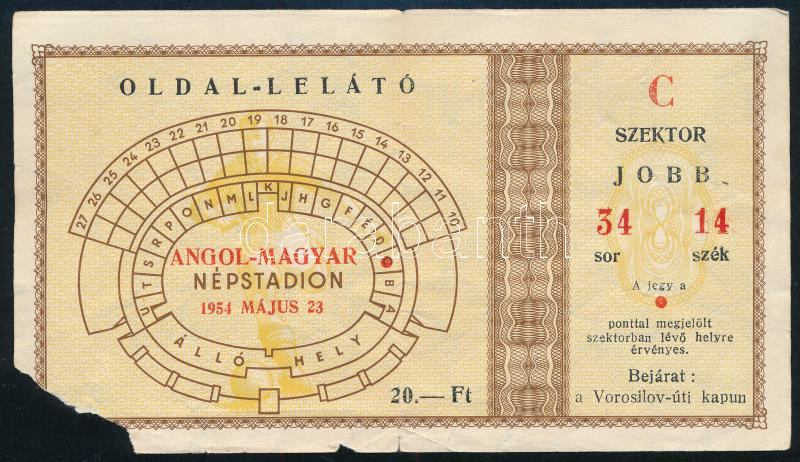 OLDAL-LELÁTÓ
27 26 25 24 23 22 21 20 19 18 17 16 15 14 13 12 11 10
U T S R P O N M L K J H G F É E D C B A
ANGOL-MAGYAR
NÉPSTADION
1954 MÁJUS 23
ÁLLÓ HELY
20.— Ft
C
SZEKTOR
JOBB
34 14
sor szék
A jegy a
ponttal megjelölt
szektorban lévő helyre
érvényes.
Bejárat :
a Vorosilov-úti kapun
darabanth